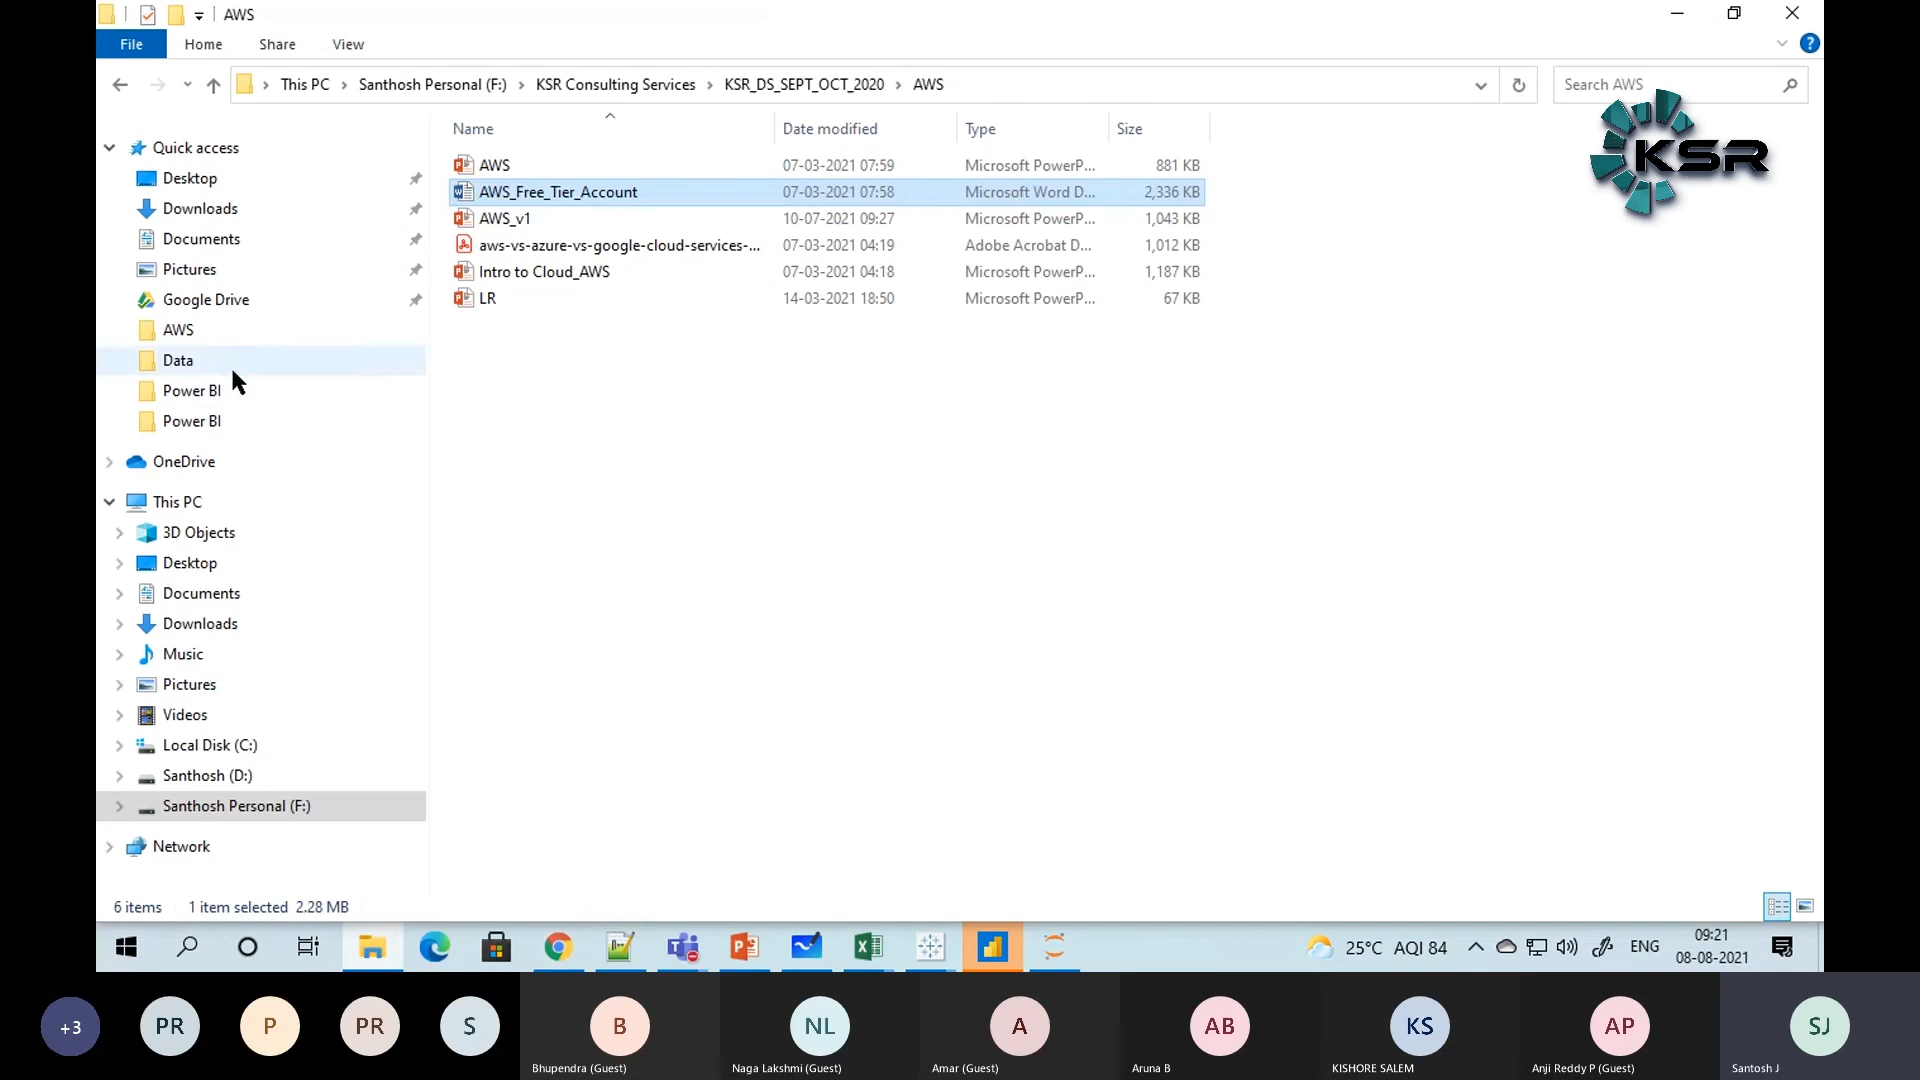 AWS
File Home Share View
This PC Santhosh Personal (F:) KSR Consulting Services KSR_DS_SEPT_OCT_2020 AWS Search AWS
KSR
Name Date modified Type Size
AWS 07-03-2021 07:59 Microsoft PowerP... 881 KB
AWS_Free_Tier_Account 07-03-2021 07:58 Microsoft Word D... 2,336 KB
AWS_v1 10-07-2021 09:27 Microsoft PowerP... 1,043 KB
aws-vs-azure-vs-google-cloud-services-... 07-03-2021 04:19 Adobe Acrobat D... 1,012 KB
Intro to Cloud_AWS 07-03-2021 04:18 Microsoft PowerP... 1,187 KB
LR 14-03-2021 18:50 Microsoft PowerP... 67 KB
Quick access
Desktop
Downloads
Documents
Pictures
Google Drive
AWS
Data
Power BI
Power BI
OneDrive
This PC
3D Objects
Desktop
Documents
Downloads
Music
Pictures
Videos
Local Disk (C:)
Santhosh (D:)
Santhosh Personal (F:)
Network
6 items 1 item selected 2.28 MB
25°C AQI 84 ENG 09:21
08-08-2021
+3 PR P PR S B NL A AB KS AP SJ
Bhupendra (Guest) Naga Lakshmi (Guest) Amar (Guest) Aruna B KISHORE SALEM Anji Reddy P (Guest) Santosh J